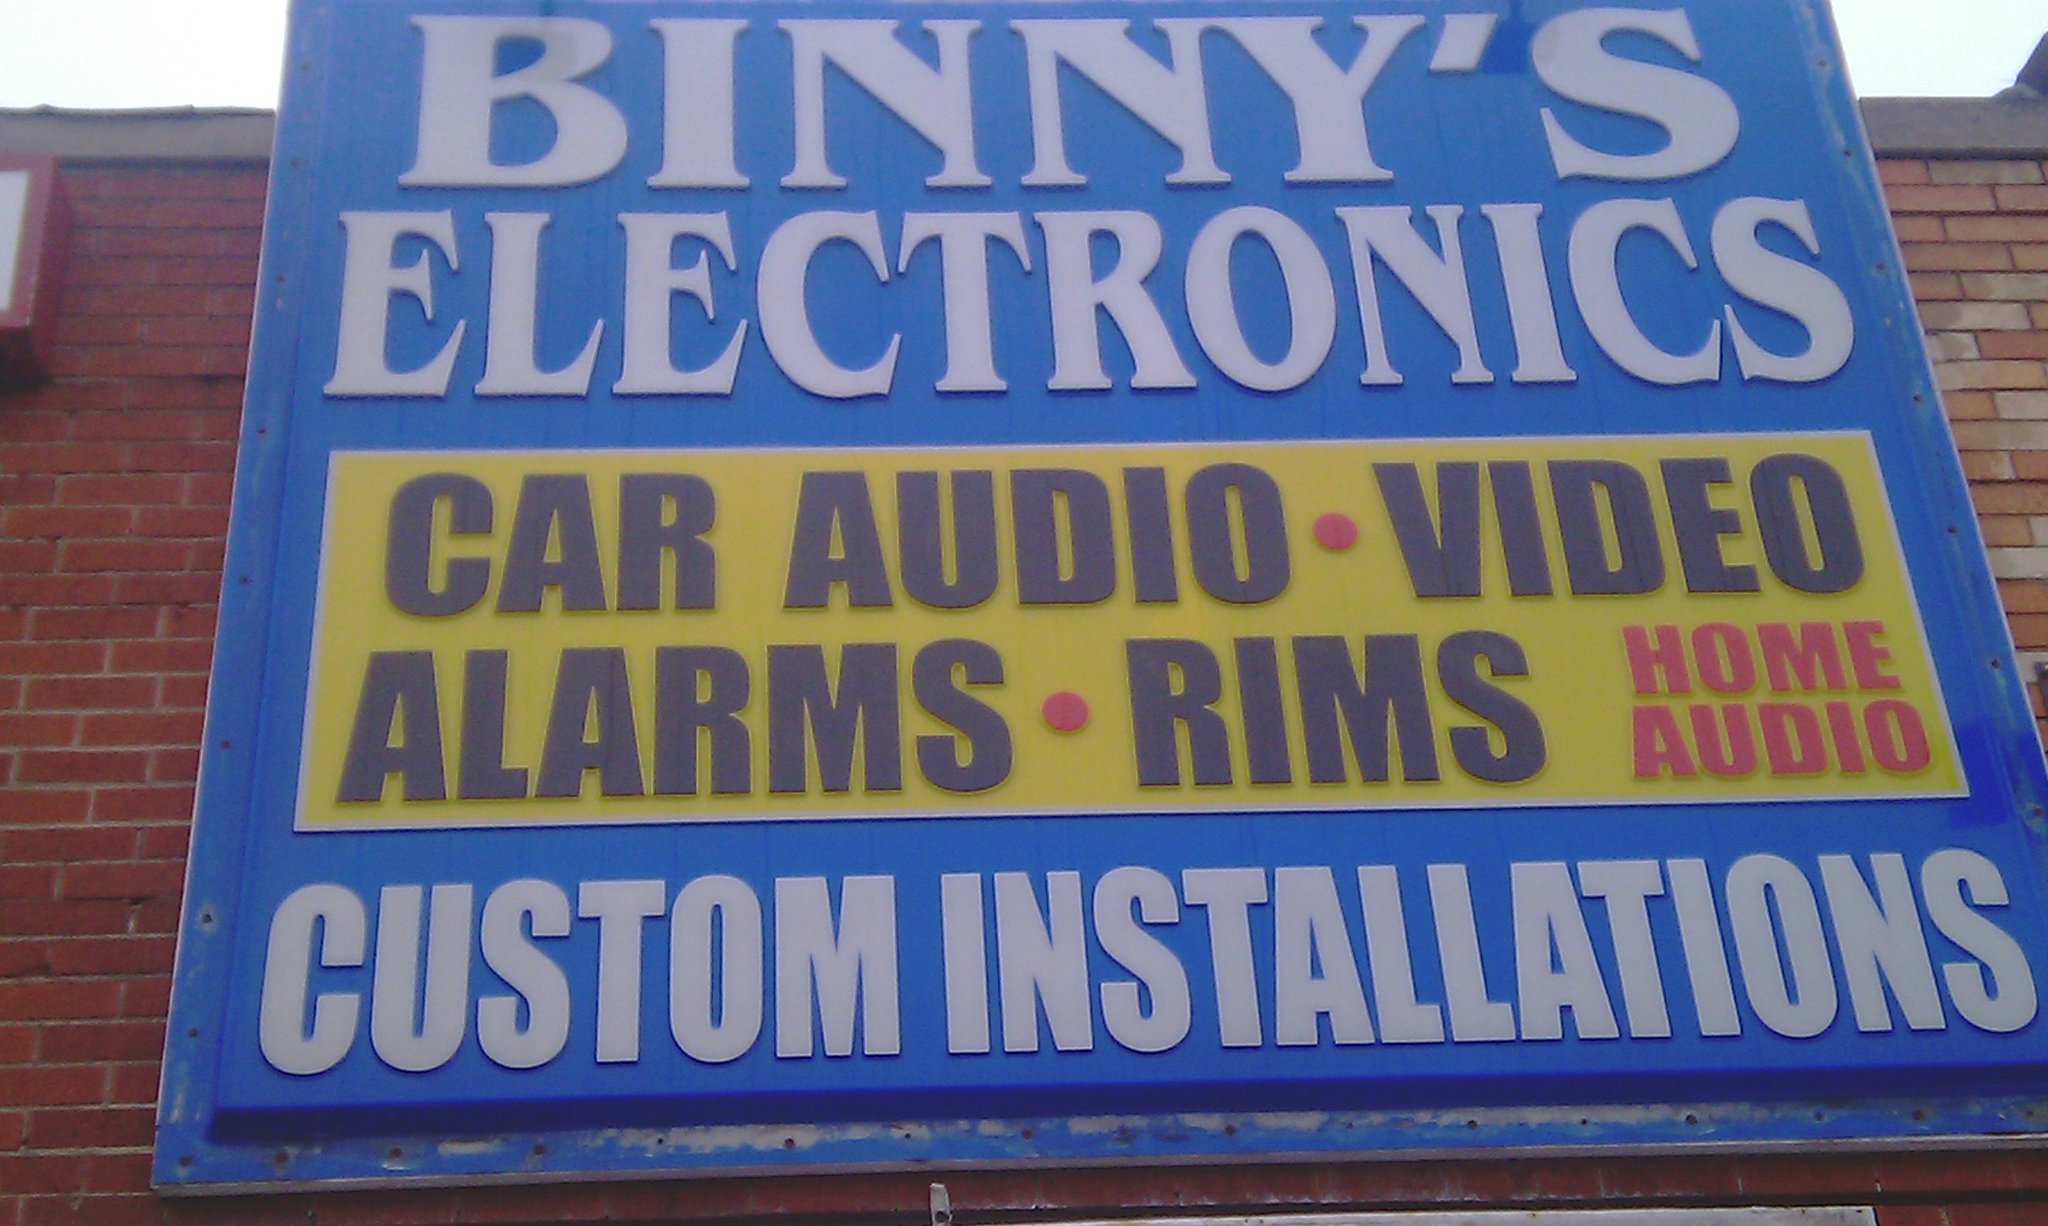 BINNY'S
ELECTRONICS
CAR AUDIO • VIDEO
ALARMS • RIMS
HOME
AUDIO
CUSTOM INSTALLATIONS